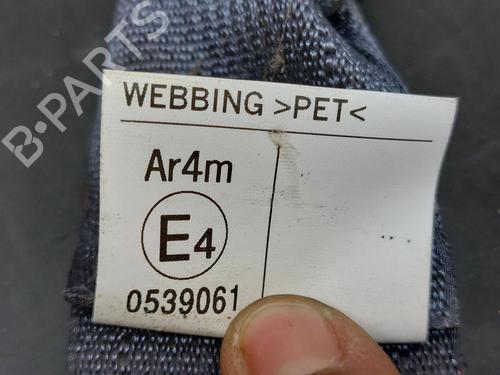 B-PARTS
WEBBING >PET<
Ar4m
E4
0539061